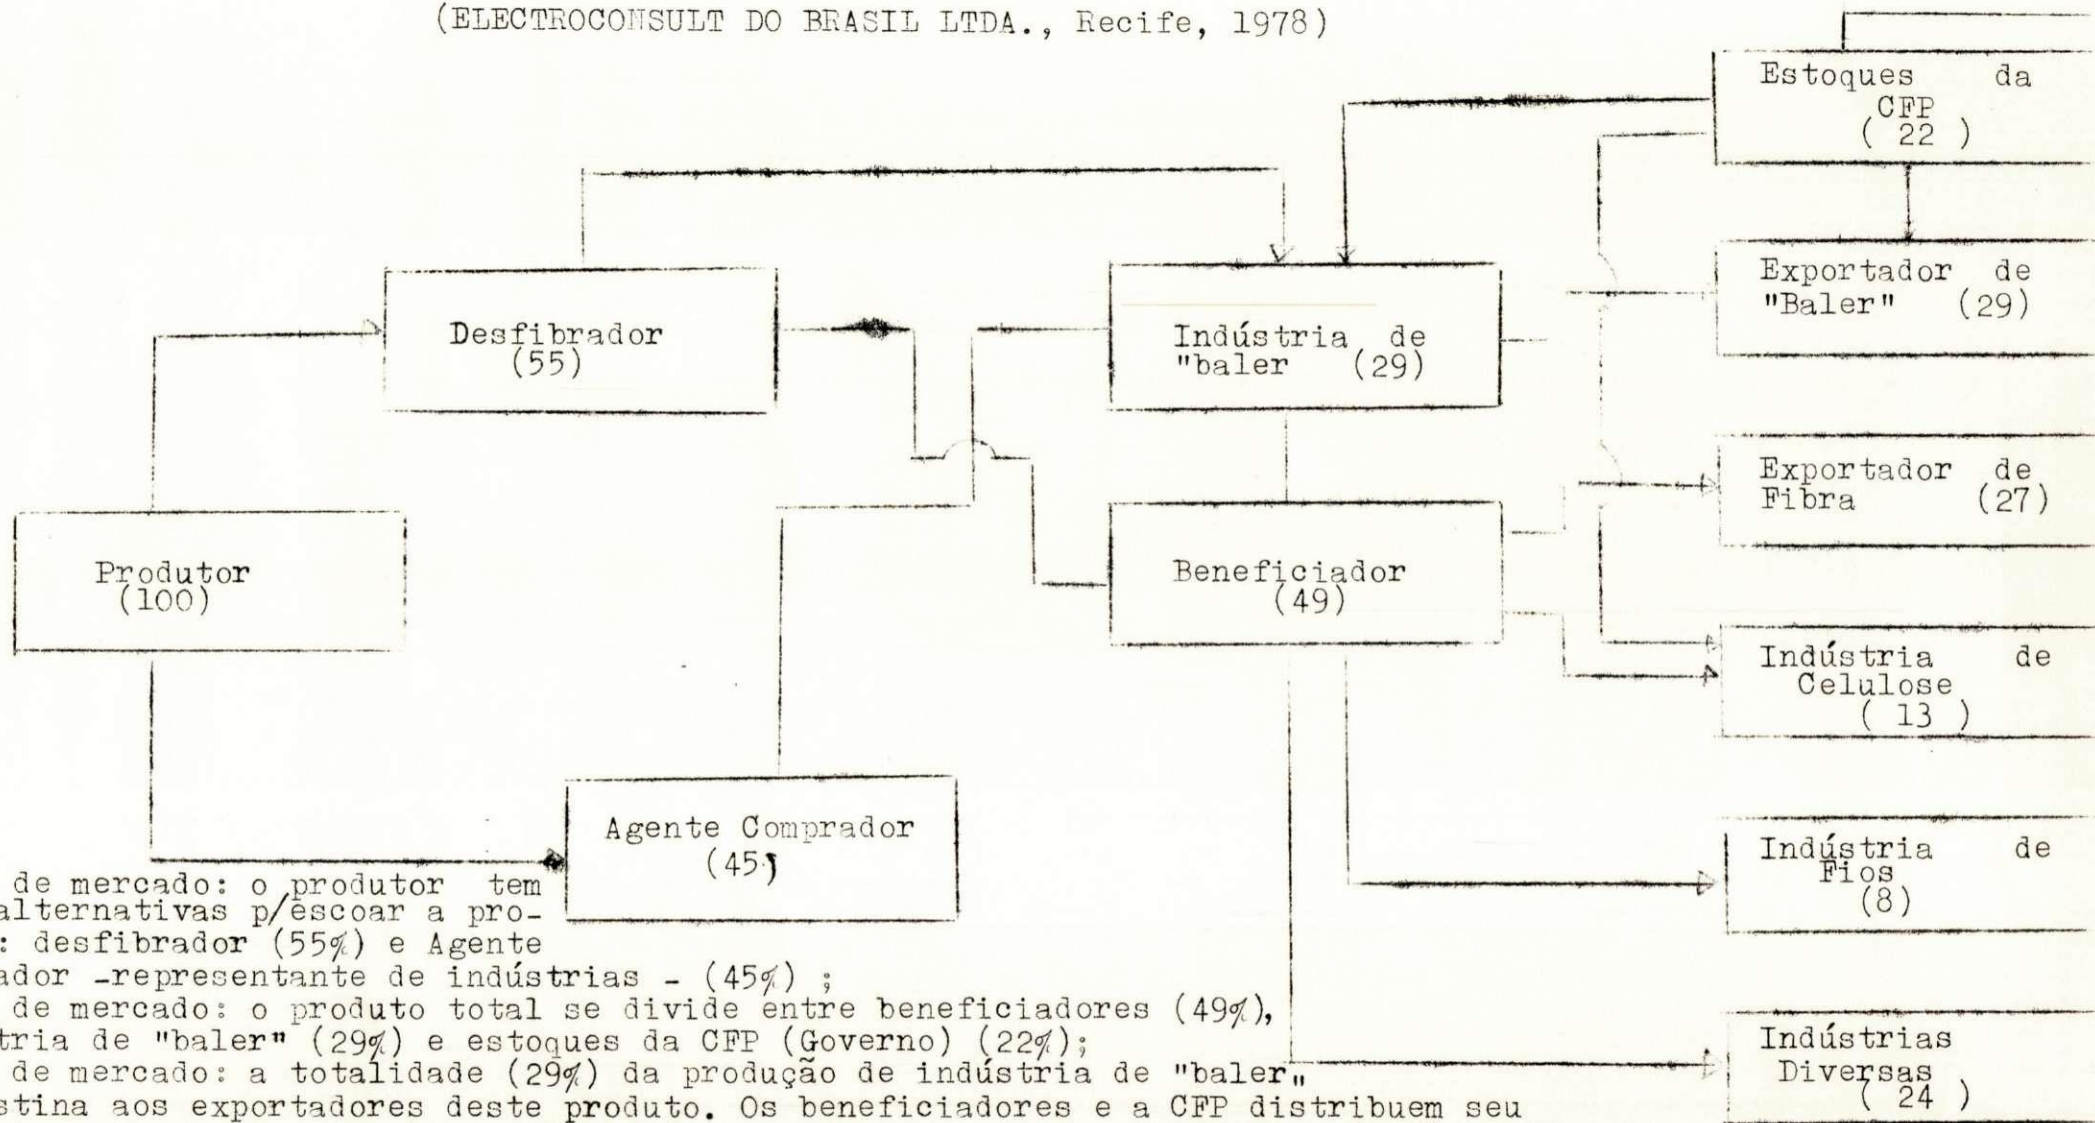 (ELECTROCONSULT DO BRASIL LTDA., Recife, 1978)
Estoques da
CFP
( 22 )
Exportador de
"Baler" (29)
Desfibrador
(55)
Indústria de
"baler (29)
Exportador de
Fibra (27)
Produtor
(100)
Beneficiador
(49)
Indústria de
Celulose
( 13 )
Agente Comprador
(45)
Indústria de
Fios
(8)
Indústrias
Diversas
( 24 )
de mercado: o produtor tem
alternativas p/escoar a pro-
: desfibrador (55%) e Agente
ador -representante de indústrias - (45%) ;
de mercado: o produto total se divide entre beneficiadores (49%),
tria de "baler" (29%) e estoques da CFP (Governo) (22%);
de mercado: a totalidade (29%) da produção de indústria de "baler"
stina aos exportadores deste produto. Os beneficiadores e a CFP distribuem seu